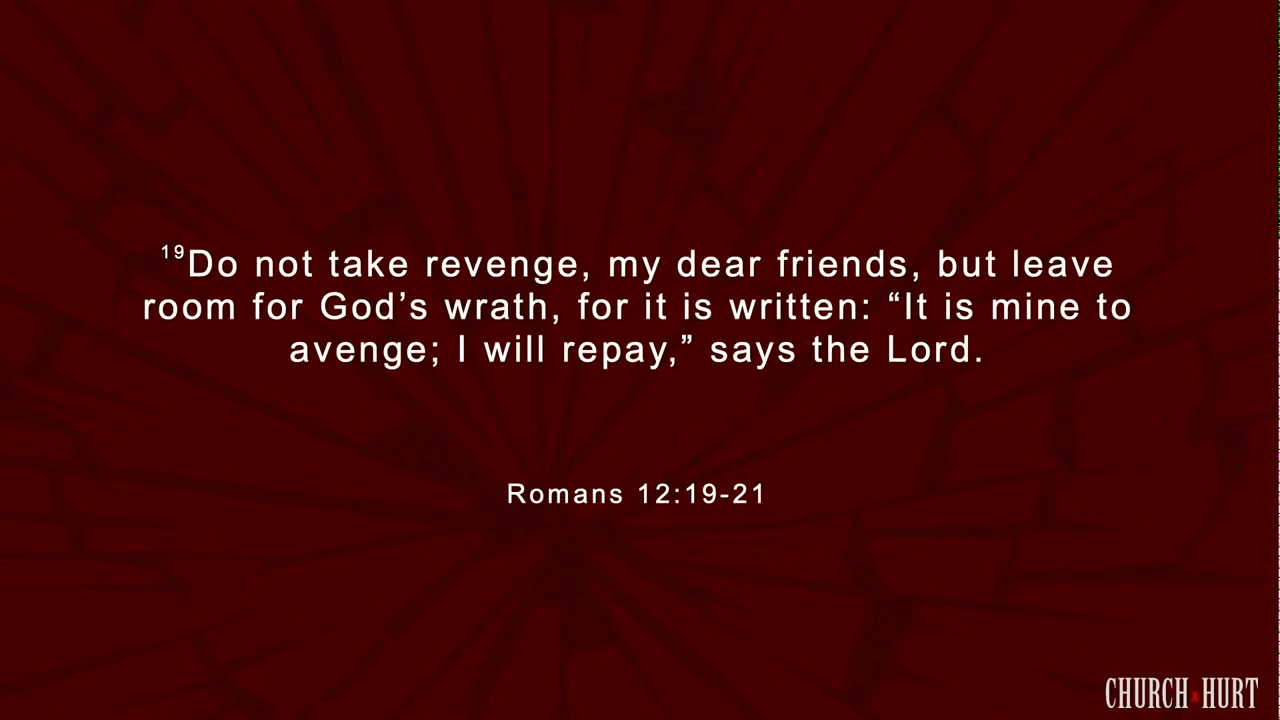 ¹⁹Do not take revenge, my dear friends, but leave
room for God’s wrath, for it is written: “It is mine to
avenge; I will repay,” says the Lord.
Romans 12:19-21
CHURCH HURT